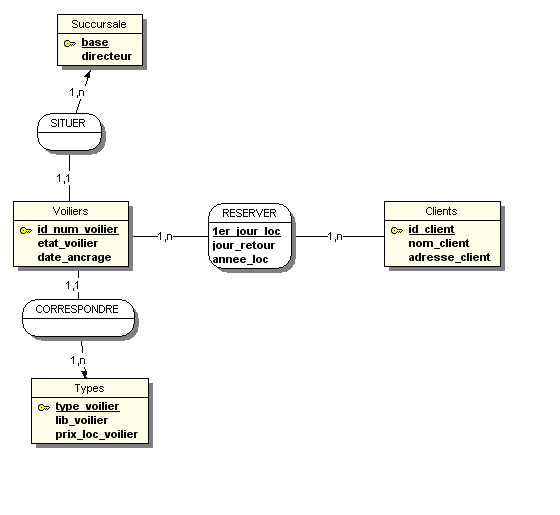 Succursale
base
directeur
1,n
SITUER
1,1
Voiliers
id_num_voilier
etat_voilier
date_ancrage
1,n
RESERVER
1er_jour_loc
jour_retour
annee_loc
1,n
Clients
id_client
nom_client
adresse_client
1,1
CORRESPONDRE
1,n
Types
type_voilier
lib_voilier
prix_loc_voilier